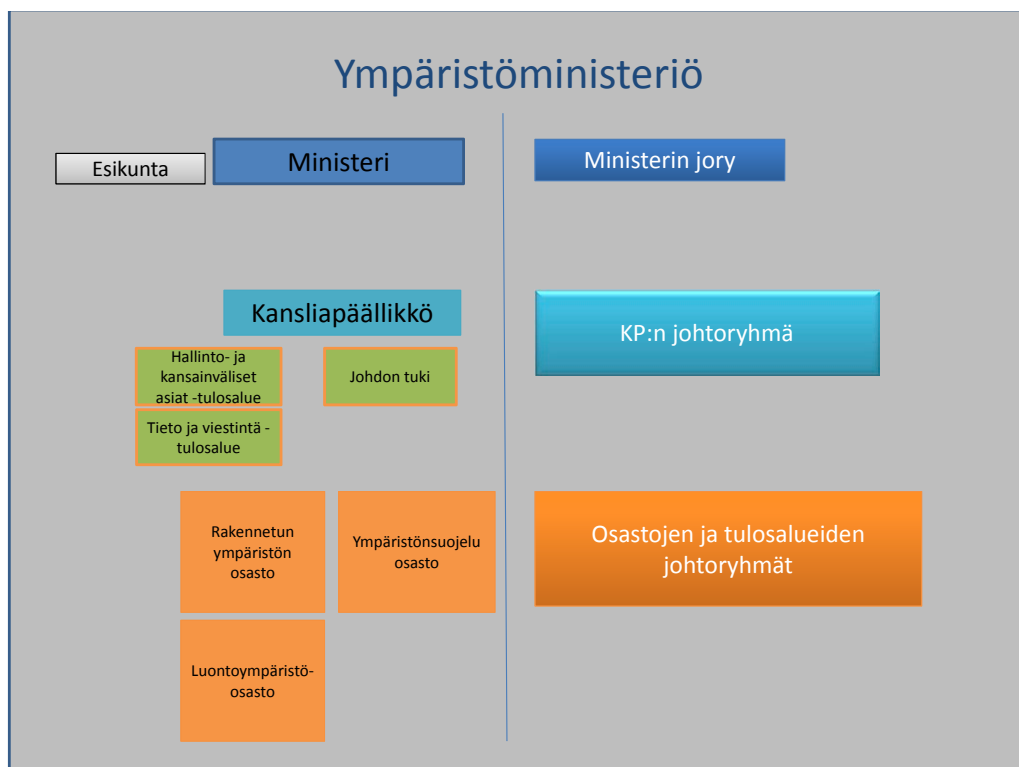 Ympäristöministeriö
Esikunta
Ministeri
Ministerin jory
Kansliapäällikkö
KP:n johtoryhmä
Hallinto- ja
kansainväliset
asiat -tulosalue
Johdon tuki
Tieto ja viestintä -
tulosalue
Rakennetun
ympäristön
osasto
Ympäristönsuojelu
osasto
Osastojen ja tulosalueiden
johtoryhmät
Luontoympäristö-
osasto